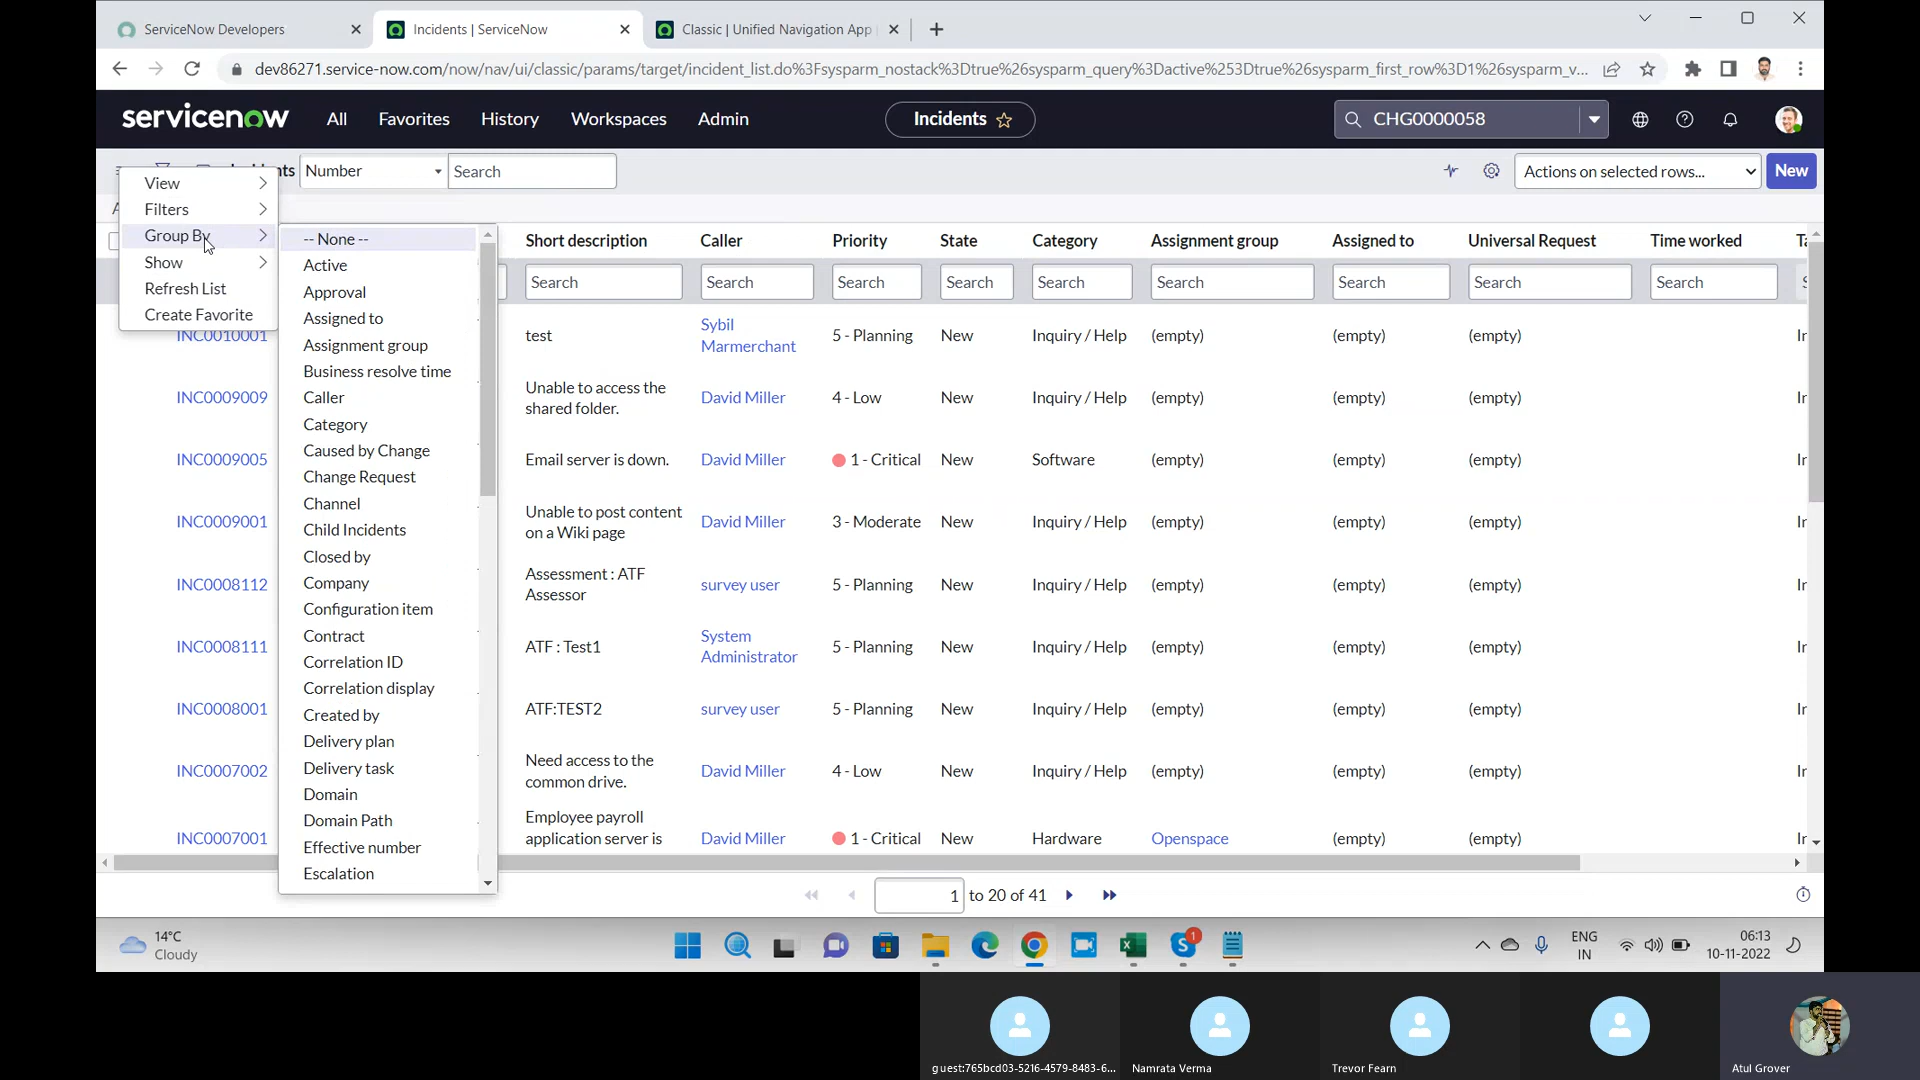 ServiceNow Developers
Incidents | ServiceNow
Classic | Unified Navigation App
dev86271.service-now.com/now/nav/ui/classic/params/target/incident_list.do%3Fsysparm_nostack%3Dtrue%26sysparm_query%3Dactive%253Dtrue%26sysparm_first_row%3D1%26sysparm_v...
servicenow All Favorites History Workspaces Admin Incidents CHG0000058
Number Search Actions on selected rows... New
View
Filters
Group By
Show
Refresh List
Create Favorite
-- None --
Active
Approval
Assigned to
Assignment group
Business resolve time
Caller
Category
Caused by Change
Change Request
Channel
Child Incidents
Closed by
Company
Configuration item
Contract
Correlation ID
Correlation display
Created by
Delivery plan
Delivery task
Domain
Domain Path
Effective number
Escalation
Short description Caller Priority State Category Assignment group Assigned to Universal Request Time worked
Search Search Search Search Search Search Search Search Search
INC0010001 test Sybil Marmerchant 5 - Planning New Inquiry / Help (empty) (empty) (empty)
INC0009009 Unable to access the shared folder. David Miller 4 - Low New Inquiry / Help (empty) (empty) (empty)
INC0009005 Email server is down. David Miller 1 - Critical New Software (empty) (empty) (empty)
INC0009001 Unable to post content on a Wiki page David Miller 3 - Moderate New Inquiry / Help (empty) (empty) (empty)
INC0008112 Assessment : ATF Assessor survey user 5 - Planning New Inquiry / Help (empty) (empty) (empty)
INC0008111 ATF : Test1 System Administrator 5 - Planning New Inquiry / Help (empty) (empty) (empty)
INC0008001 ATF:TEST2 survey user 5 - Planning New Inquiry / Help (empty) (empty) (empty)
INC0007002 Need access to the common drive. David Miller 4 - Low New Inquiry / Help (empty) (empty) (empty)
INC0007001 Employee payroll application server is David Miller 1 - Critical New Hardware Openspace (empty) (empty)
1 to 20 of 41
14°C
Cloudy
1
ENG
IN
06:13
10-11-2022
guest:765bcd03-5216-4579-8483-6...
Namrata Verma
Trevor Fearn
Atul Grover